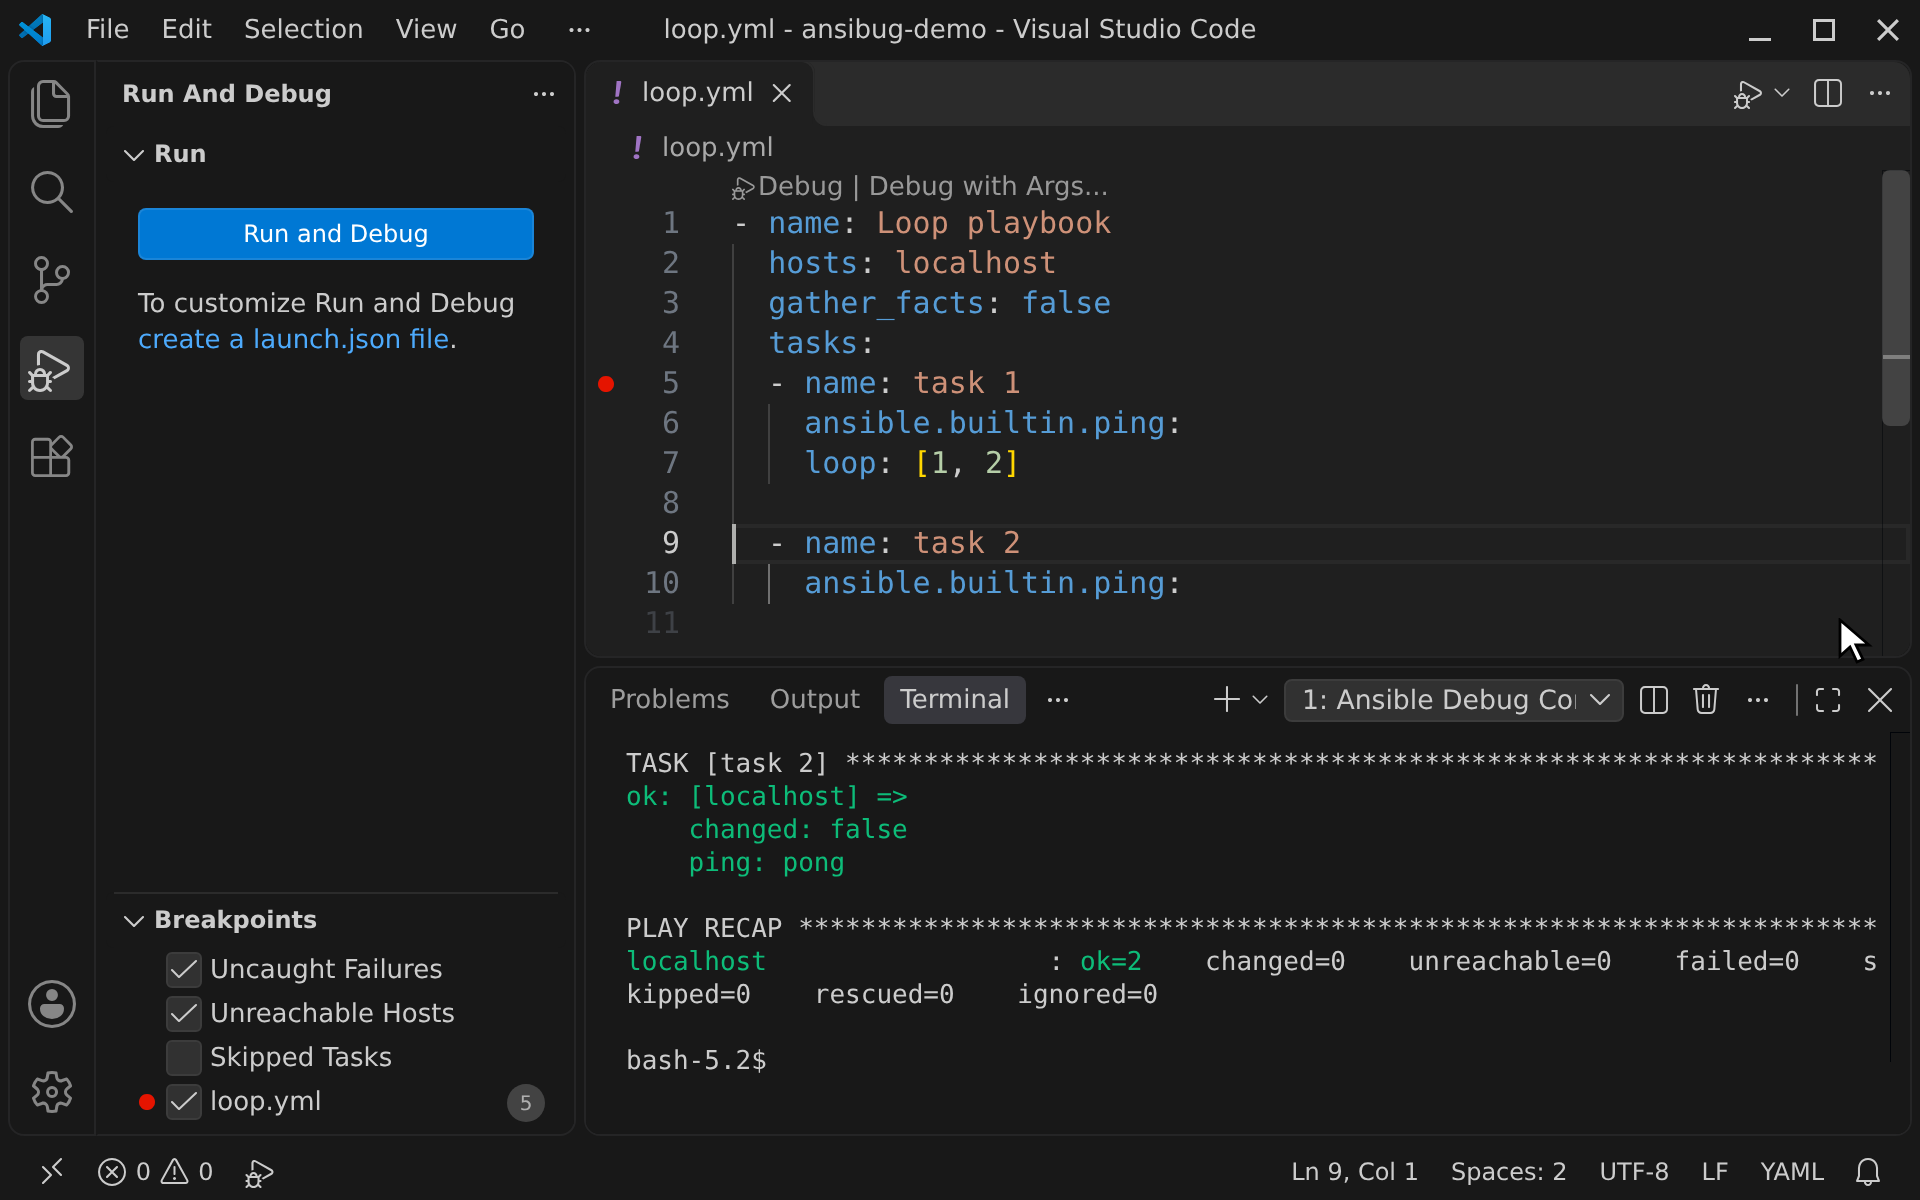 File Edit Selection View Go ··· loop.yml - ansibug-demo - Visual Studio Code
Run And Debug
Run
Run and Debug
To customize Run and Debug
create a launch.json file.
Breakpoints
Uncaught Failures
Unreachable Hosts
Skipped Tasks
loop.yml 5
! loop.yml
! loop.yml
Debug | Debug with Args...
1 - name: Loop playbook
2 hosts: localhost
3 gather_facts: false
4 tasks:
5 - name: task 1
6 ansible.builtin.ping:
7 loop: [1, 2]
8
9 - name: task 2
10 ansible.builtin.ping:
11
Problems Output Terminal ··· 1: Ansible Debug Co
TASK [task 2] ******************************************************************
ok: [localhost] =>
changed: false
ping: pong
PLAY RECAP *********************************************************************
localhost : ok=2 changed=0 unreachable=0 failed=0 s
kipped=0 rescued=0 ignored=0
bash-5.2$
0 0 Ln 9, Col 1 Spaces: 2 UTF-8 LF YAML